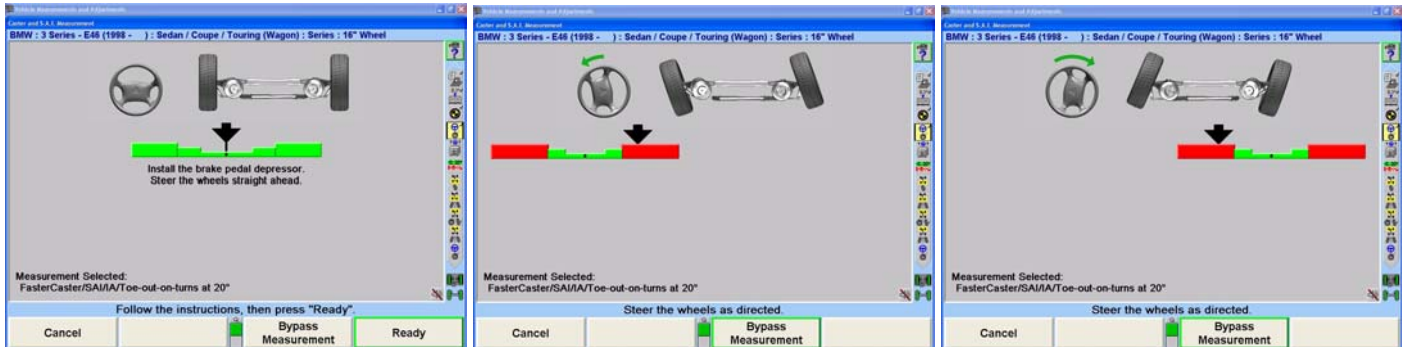 Vehicle Measurements and Adjustments
Caster and S.A.I. Measurement
BMW : 3 Series - E46 (1998 - ) : Sedan / Coupe / Touring (Wagon) : Series : 16" Wheel
Install the brake pedal depressor.
Steer the wheels straight ahead.
Measurement Selected:
FasterCaster/SAI/IA/Toe-out-on-turns at 20°
Follow the instructions, then press "Ready".
Cancel
Bypass
Measurement
Ready
Vehicle Measurements and Adjustments
Caster and S.A.I. Measurement
BMW : 3 Series - E46 (1998 - ) : Sedan / Coupe / Touring (Wagon) : Series : 16" Wheel
Measurement Selected:
FasterCaster/SAI/IA/Toe-out-on-turns at 20°
Steer the wheels as directed.
Cancel
Bypass
Measurement
Vehicle Measurements and Adjustments
Caster and S.A.I. Measurement
BMW : 3 Series - E46 (1998 - ) : Sedan / Coupe / Touring (Wagon) : Series : 16" Wheel
Measurement Selected:
FasterCaster/SAI/IA/Toe-out-on-turns at 20°
Steer the wheels as directed.
Cancel
Bypass
Measurement